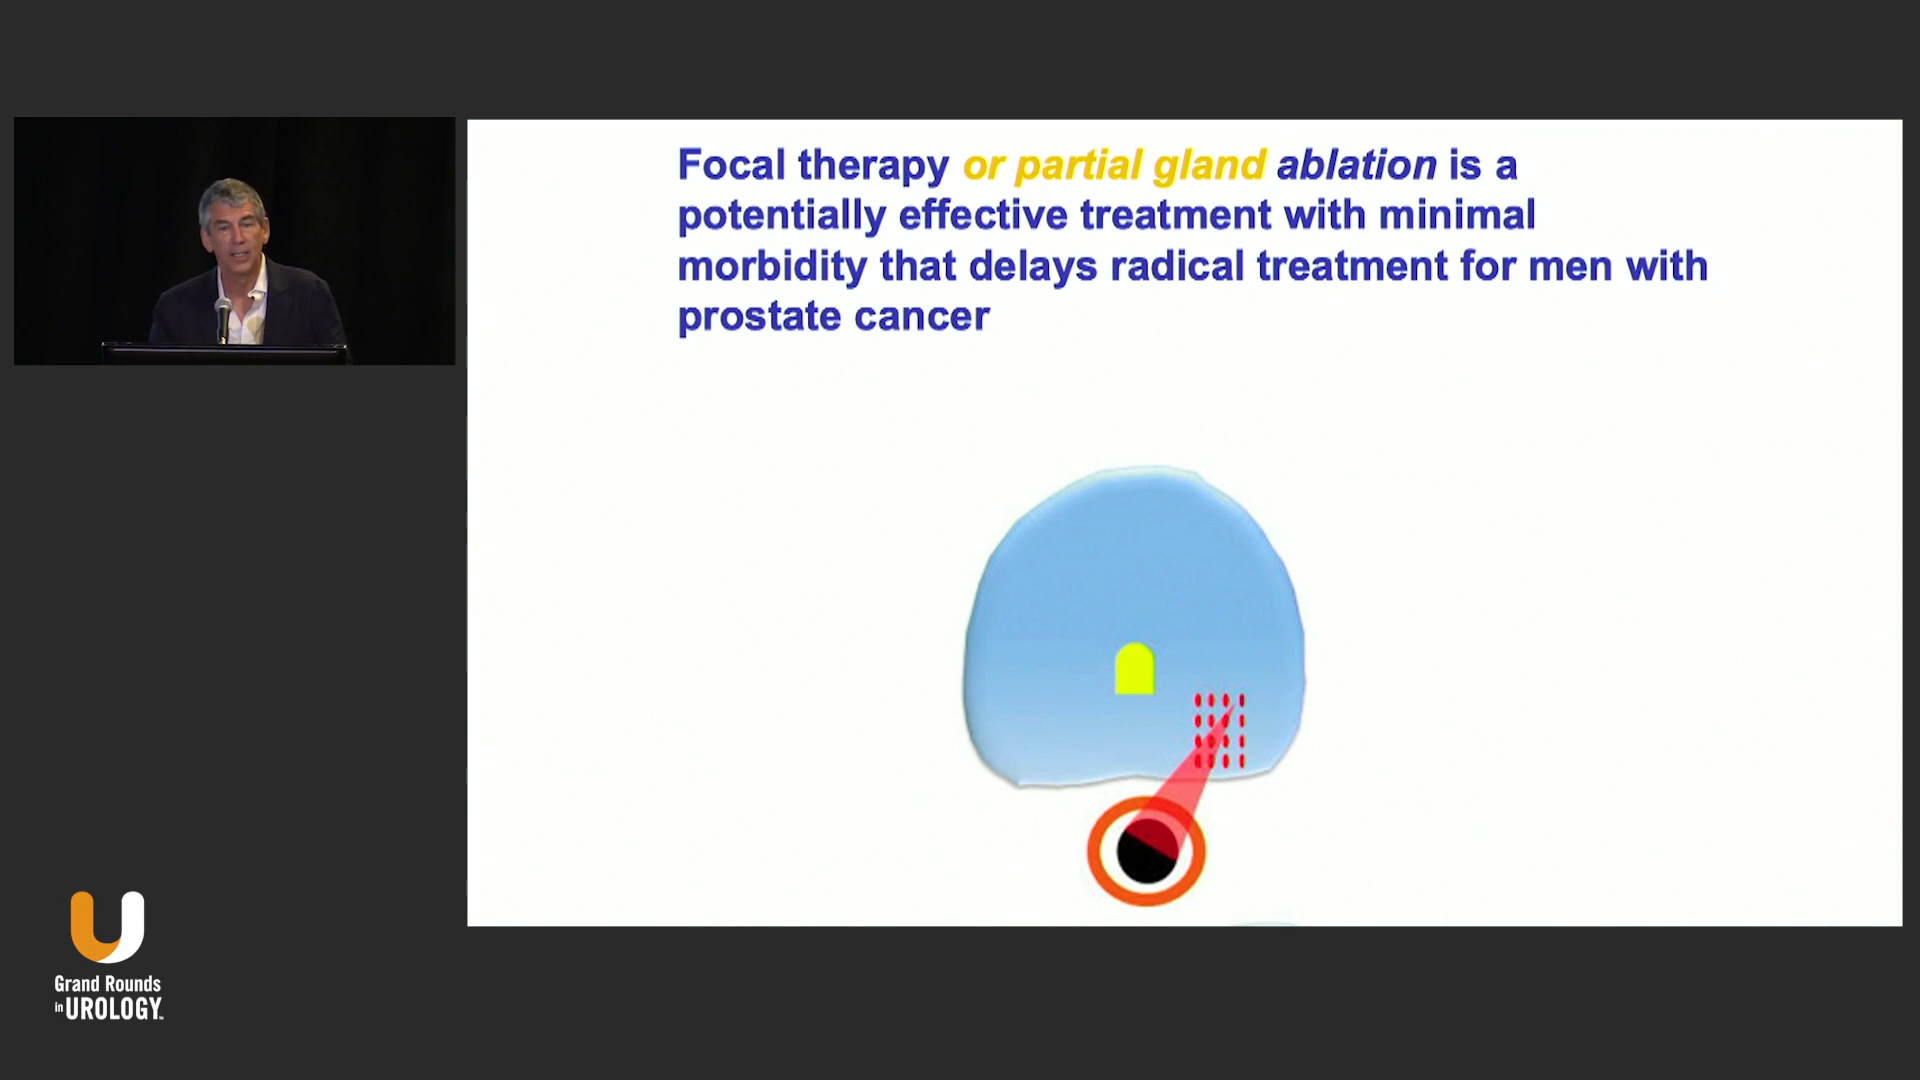 Focal therapy or partial gland ablation is a
potentially effective treatment with minimal
morbidity that delays radical treatment for men with
prostate cancer
Grand Rounds
in UROLOGY™